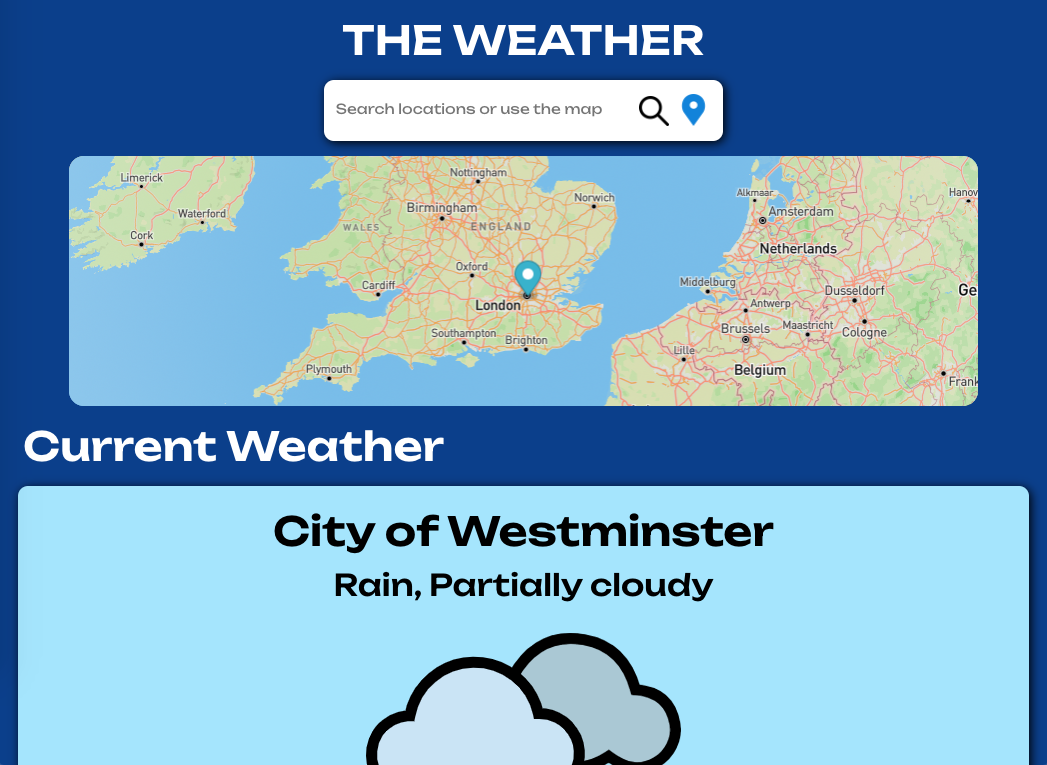 THE WEATHER
Search locations or use the map
Limerick
Nottingham
Alkmaar
Hanov
Waterford
Birmingham
Norwich
Amsterdam
WALES
ENGLAND
Cork
Netherlands
Oxford
Cardiff
Middelburg
Dusseldorf
Ge
London
Antwerp
Southampton
Brighton
Brussels
Maastricht
Cologne
Lille
Plymouth
Belgium
Frank
Current Weather
City of Westminster
Rain, Partially cloudy